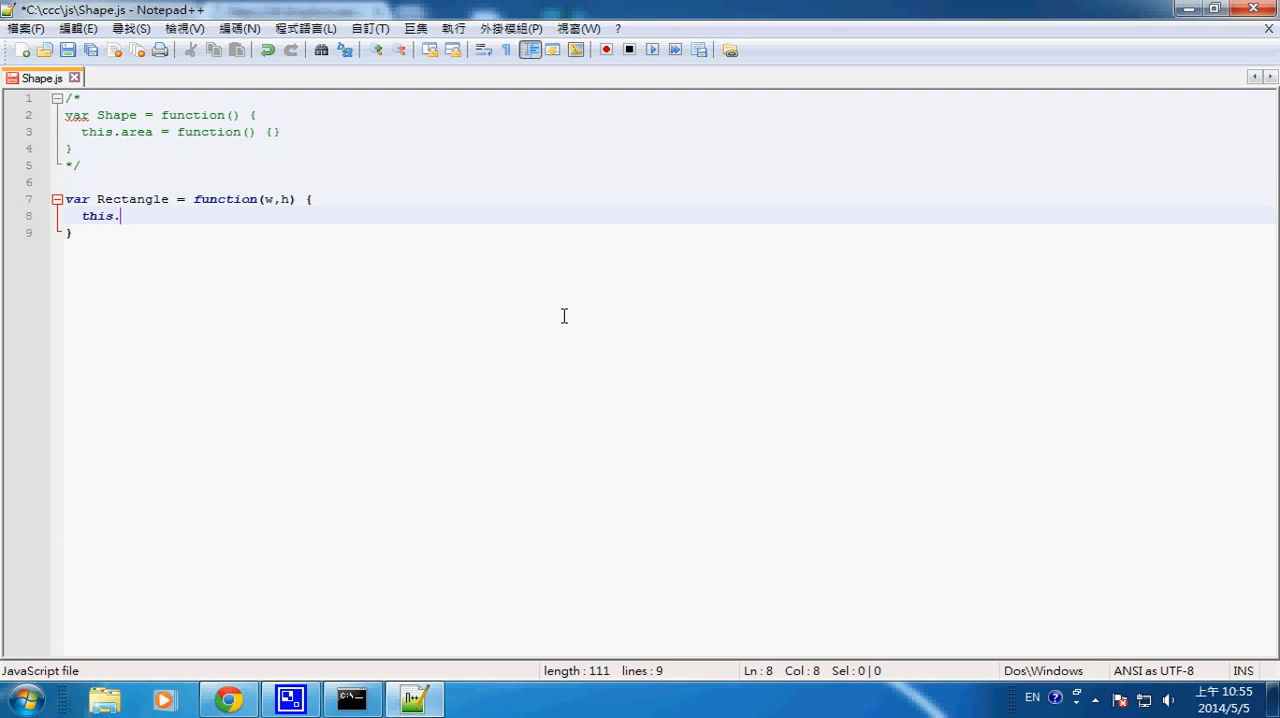 *C:\ccc\js\Shape.js - Notepad++
檔案(F) 編輯(E) 尋找(S) 檢視(V) 編碼(N) 程式語言(L) 自訂(T) 巨集 執行 外掛模組(P) 視窗(W) ? X
Shape.js
1 /*
2 var Shape = function() {
3 this.area = function() {}
4 }
5 */
6
7 var Rectangle = function(w,h) {
8 this.
9 }
JavaScript file length : 111 lines : 9 Ln : 8 Col : 8 Sel : 0 | 0 Dos\Windows ANSI as UTF-8 INS
EN 上午 10:55
2014/5/5